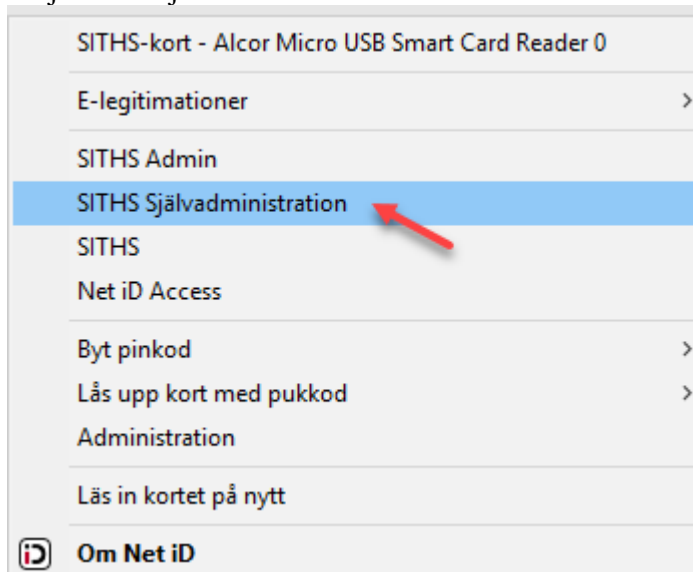 SITHS-kort - Alcor Micro USB Smart Card Reader 0
E-legitimationer
SITHS Admin
SITHS Självadministration
SITHS
Net iD Access
Byt pinkod
Lås upp kort med pukkod
Administration
Läs in kortet på nytt
Om Net iD